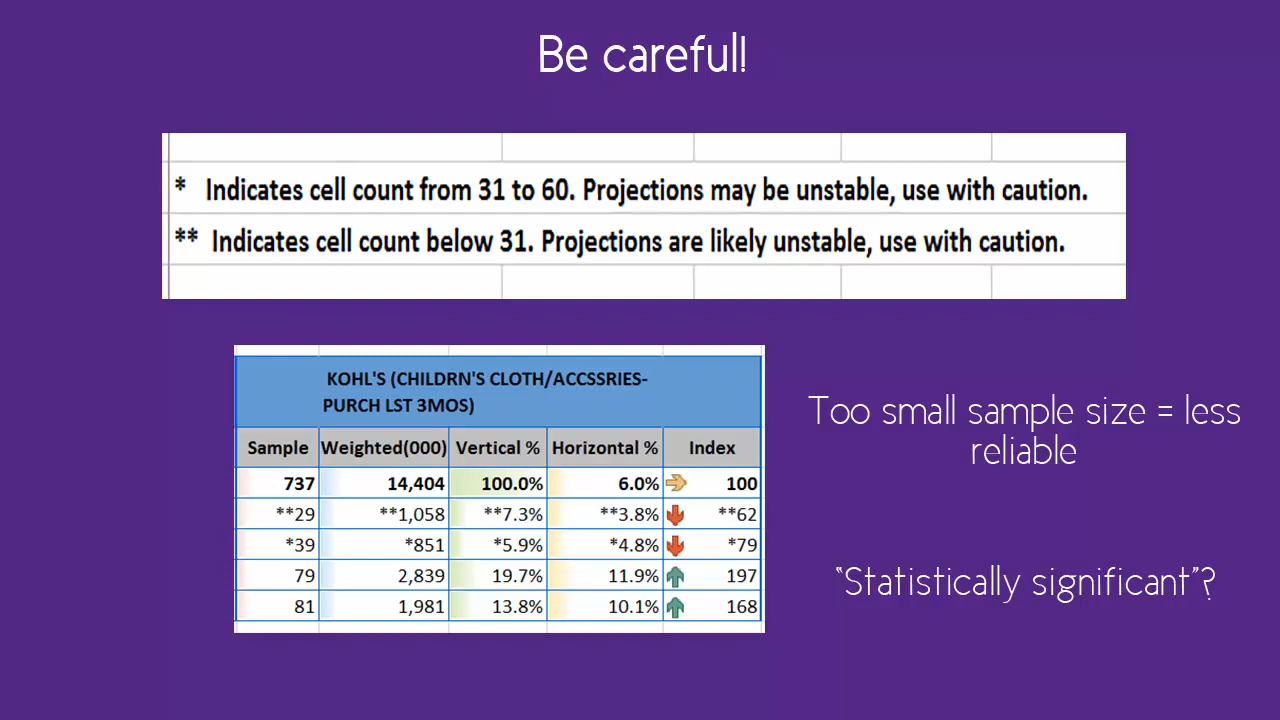 Be careful!
* Indicates cell count from 31 to 60. Projections may be unstable, use with caution.
** Indicates cell count below 31. Projections are likely unstable, use with caution.
KOHL'S (CHILDRN'S CLOTH/ACCSSRIES-
PURCH LST 3MOS)
Sample Weighted(000) Vertical % Horizontal % Index
737 14,404 100.0% 6.0% 100
**29 **1,058 **7.3% **3.8% **62
*39 *851 *5.9% *4.8% *79
79 2,839 19.7% 11.9% 197
81 1,981 13.8% 10.1% 168
Too small sample size = less
reliable
“Statistically significant”?